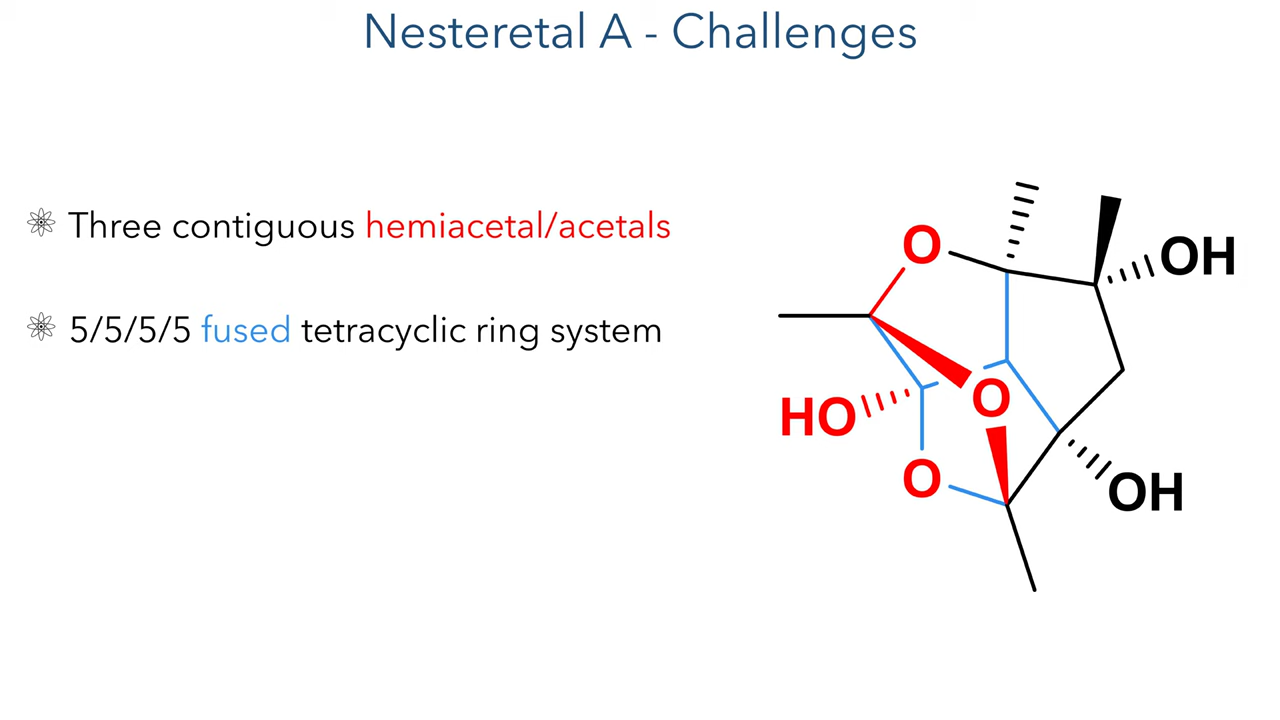 Nesteretal A - Challenges
Three contiguous hemiacetal/acetals
5/5/5/5 fused tetracyclic ring system
O
OH
HO
O
O
OH